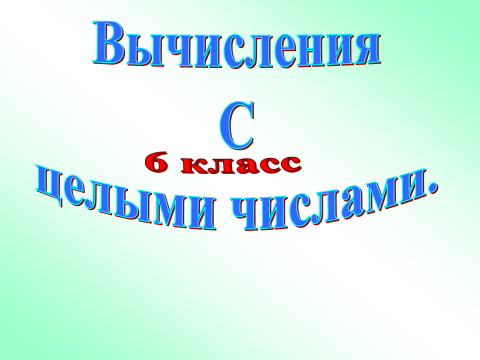 Вычисления
С
6 класс
целыми числами.